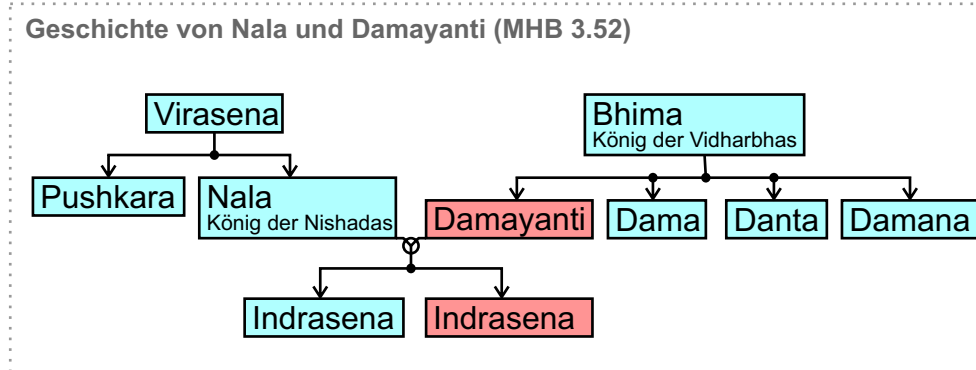 Geschichte von Nala und Damayanti (MHB 3.52)
Virasena
Bhima
König der Vidharbhas
Pushkara
Nala
König der Nishadas
Damayanti
Dama
Danta
Damana
Indrasena
Indrasena